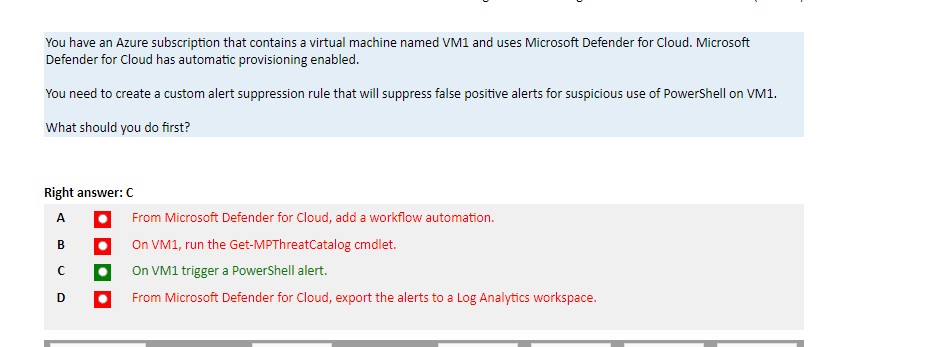 You have an Azure subscription that contains a virtual machine named VM1 and uses Microsoft Defender for Cloud. Microsoft
Defender for Cloud has automatic provisioning enabled.
You need to create a custom alert suppression rule that will suppress false positive alerts for suspicious use of PowerShell on VM1.
What should you do first?
Right answer: C
A From Microsoft Defender for Cloud, add a workflow automation.
B On VM1, run the Get-MPThreatCatalog cmdlet.
C On VM1 trigger a PowerShell alert.
D From Microsoft Defender for Cloud, export the alerts to a Log Analytics workspace.